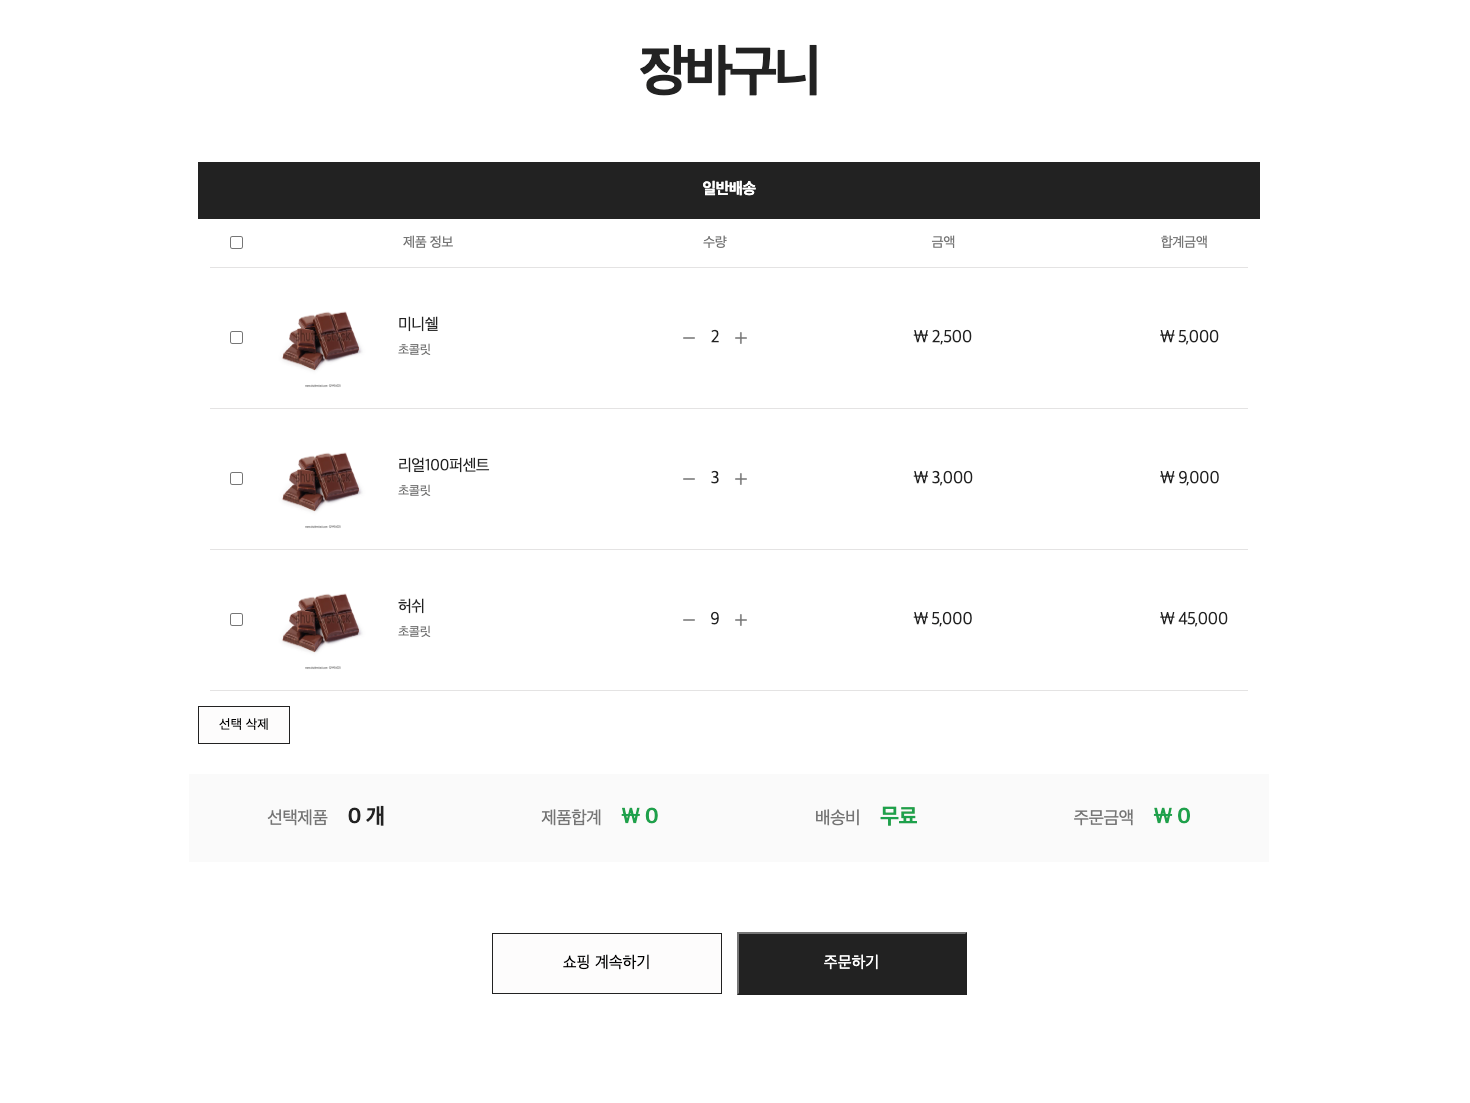 장바구니
일반배송
제품 정보 수량 금액 합계금액
미니쉘
초콜릿
2 ₩ 2,500 ₩ 5,000
리얼100퍼센트
초콜릿
3 ₩ 3,000 ₩ 9,000
허쉬
초콜릿
9 ₩ 5,000 ₩ 45,000
선택 삭제
선택제품 0 개 제품합계 ₩ 0 배송비 무료 주문금액 ₩ 0
쇼핑 계속하기 주문하기